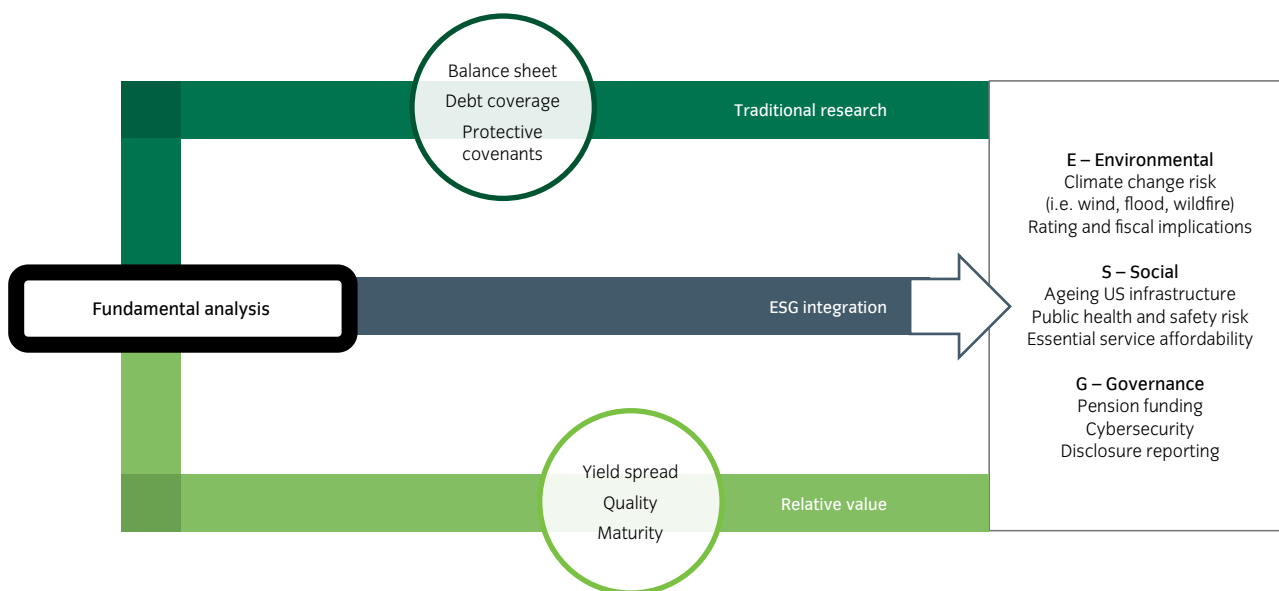 Balance sheet
Debt coverage
Protective
covenants
Traditional research
Fundamental analysis
ESG integration
Yield spread
Quality
Maturity
Relative value
E – Environmental
Climate change risk
(i.e. wind, flood, wildfire)
Rating and fiscal implications
S – Social
Ageing US infrastructure
Public health and safety risk
Essential service affordability
G – Governance
Pension funding
Cybersecurity
Disclosure reporting